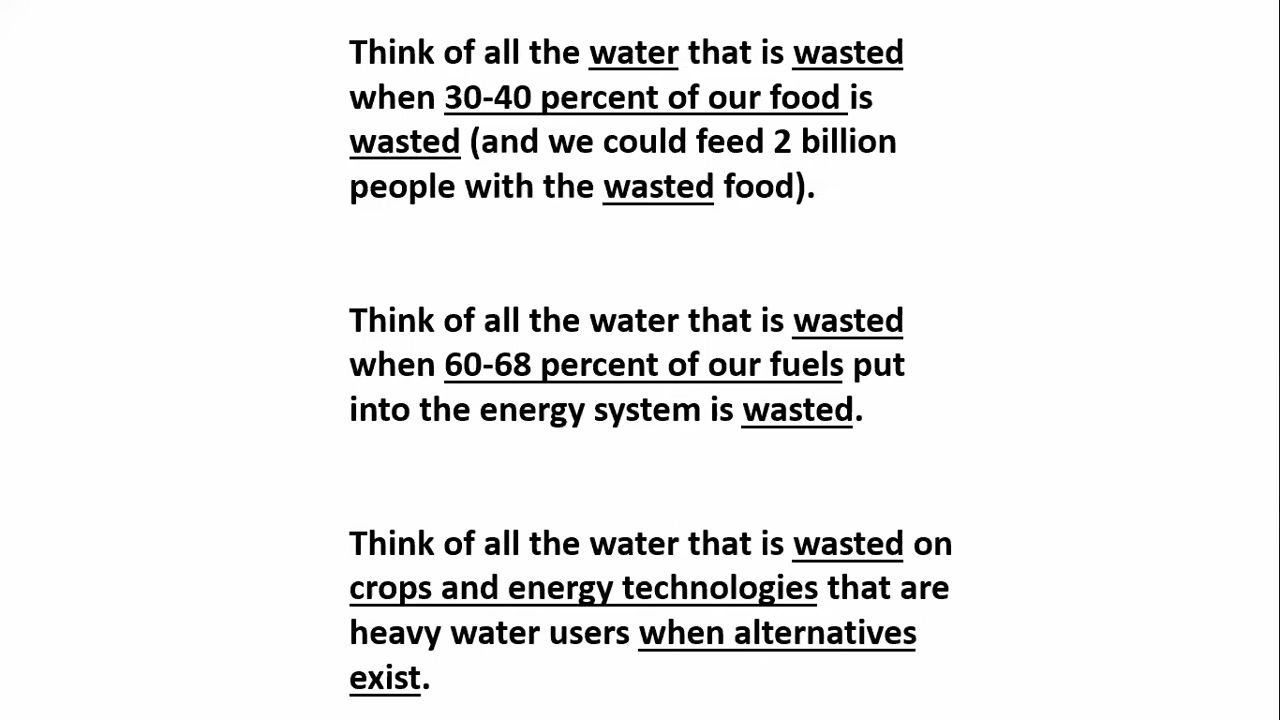 Think of all the water that is wasted
when 30-40 percent of our food is
wasted (and we could feed 2 billion
people with the wasted food).
Think of all the water that is wasted
when 60-68 percent of our fuels put
into the energy system is wasted.
Think of all the water that is wasted on
crops and energy technologies that are
heavy water users when alternatives
exist.